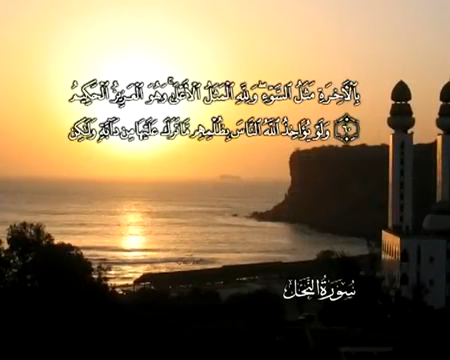 بِالْآخِرَةِ مَثَلُ السَّوْءِ ۖ وَلِلَّهِ الْمَثَلُ الْأَعْلَىٰ ۚ وَهُوَ الْعَزِيزُ الْحَكِيمُ
٦٠ وَلَوْ يُؤَاخِذُ اللَّهُ النَّاسَ بِظُلْمِهِم مَّا تَرَكَ عَلَيْهَا مِن دَابَّةٍ وَلَٰكِن
سُورَةُ النَّحْلِ